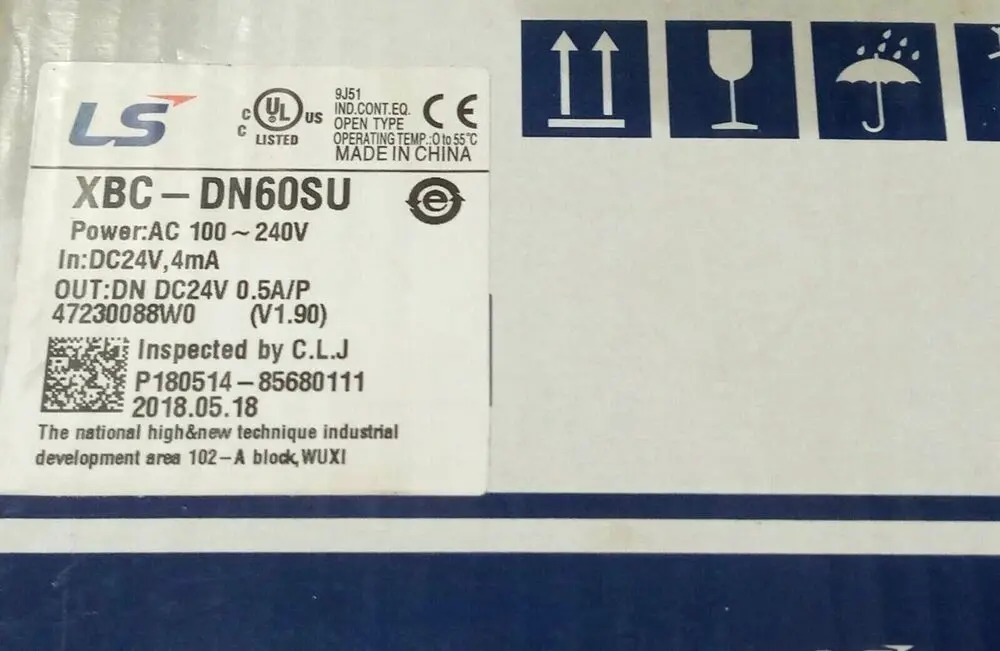 LS
C UL US
C LISTED
9J51
IND.CONT.EQ.
OPEN TYPE
OPERATING TEMP.:0 to 55℃
MADE IN CHINA
CE
XBC-DN60SU
e
Power:AC 100~240V
In:DC24V,4mA
OUT:DN DC24V 0.5A/P
47230088W0 (V1.90)
Inspected by C.L.J
P180514-85680111
2018.05.18
The national high&new technique industrial
development area 102-A block,WUXI